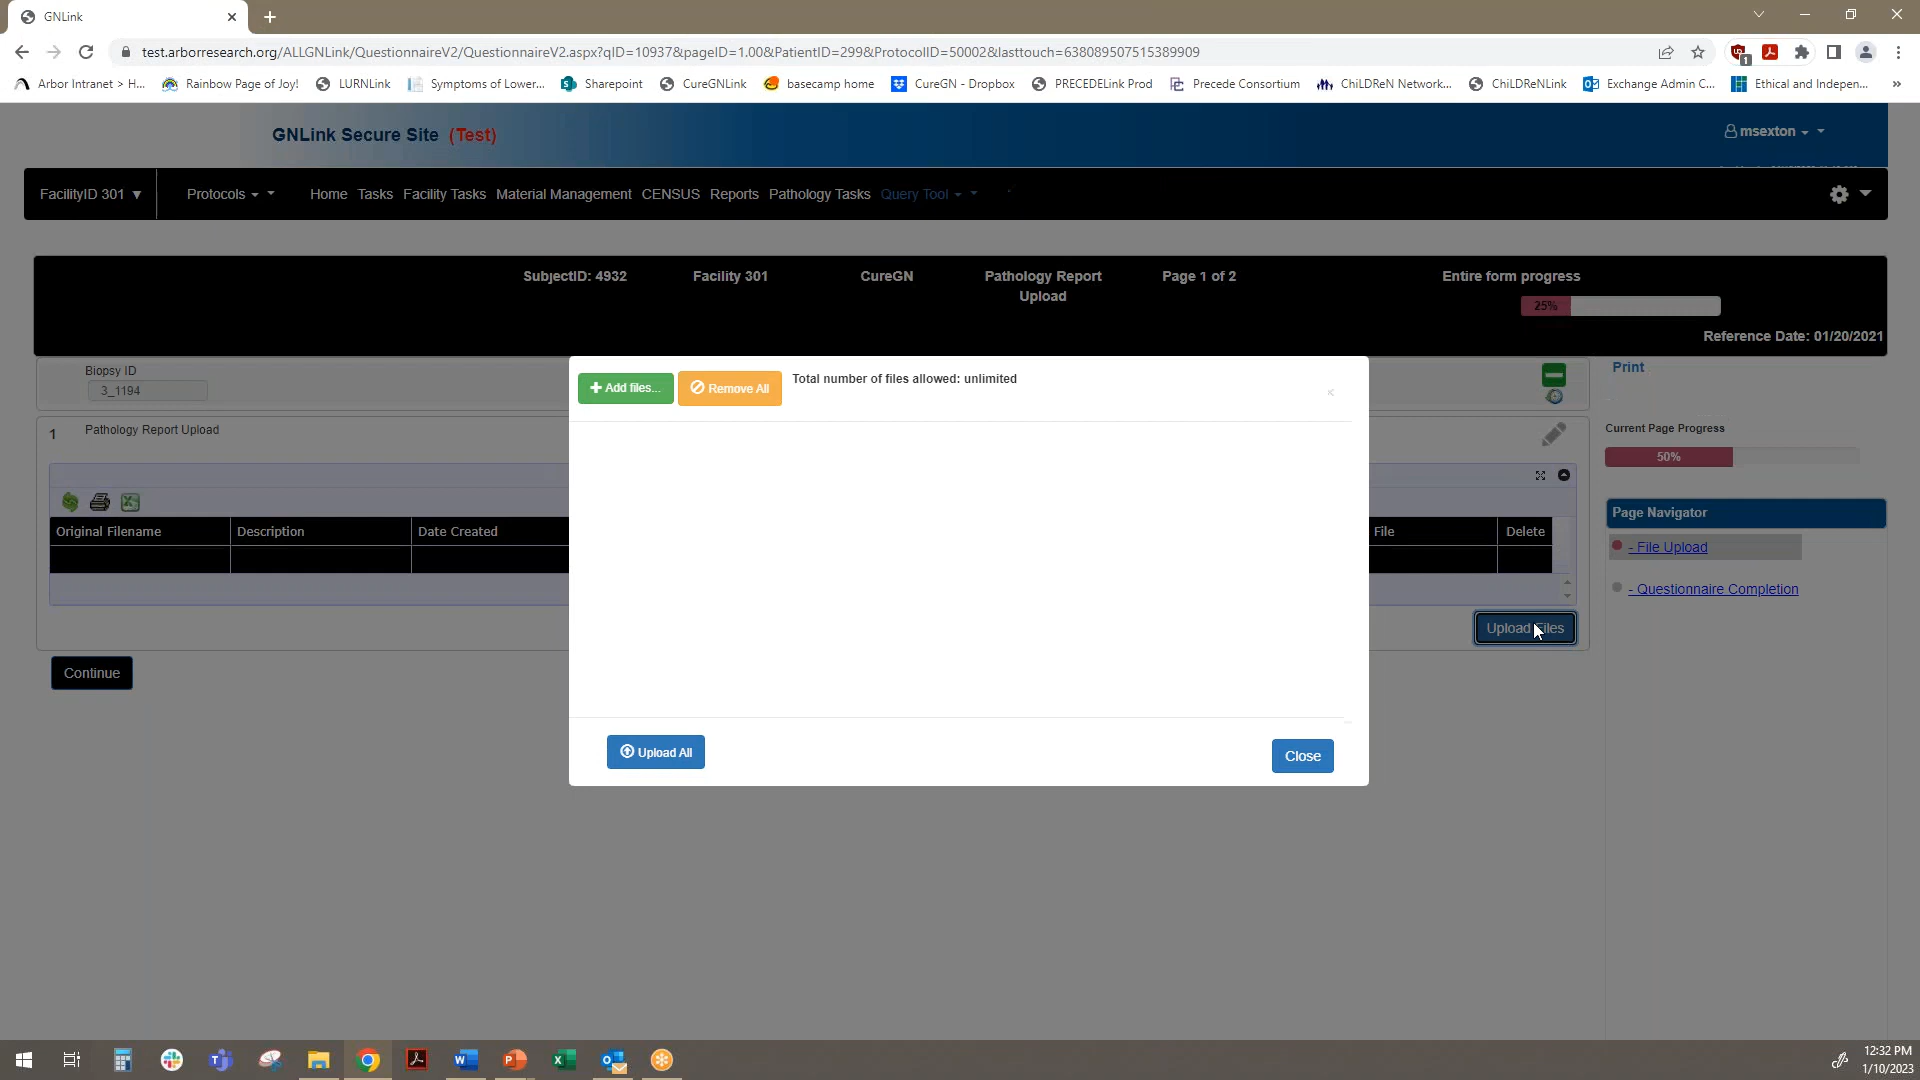 GNLink
test.arborresearch.org/ALLGNLink/QuestionnaireV2/QuestionnaireV2.aspx?qID=10937&pageID=1.00&PatientID=299&ProtocolID=50002&lasttouch=638089507515389909
Arbor Intranet > H... Rainbow Page of Joy! LURNLink Symptoms of Lower... Sharepoint CureGNLink basecamp home CureGN - Dropbox PRECEDELink Prod Precede Consortium ChiLDReN Network... ChiLDReNLink Exchange Admin C... Ethical and Indepen... »
GNLink Secure Site (Test)
msexton
FacilityID 301 Protocols Home Tasks Facility Tasks Material Management CENSUS Reports Pathology Tasks Query Tool
SubjectID: 4932 Facility 301 CureGN Pathology Report Page 1 of 2 Entire form progress
Upload
25%
Reference Date: 01/20/2021
Biopsy ID
3_1194
Print
Add files... Remove All Total number of files allowed: unlimited
1 Pathology Report Upload
Current Page Progress
50%
Original Filename Description Date Created File Delete
Page Navigator
- File Upload
- Questionnaire Completion
Upload Files
Continue
Upload All Close
12:32 PM
1/10/2023